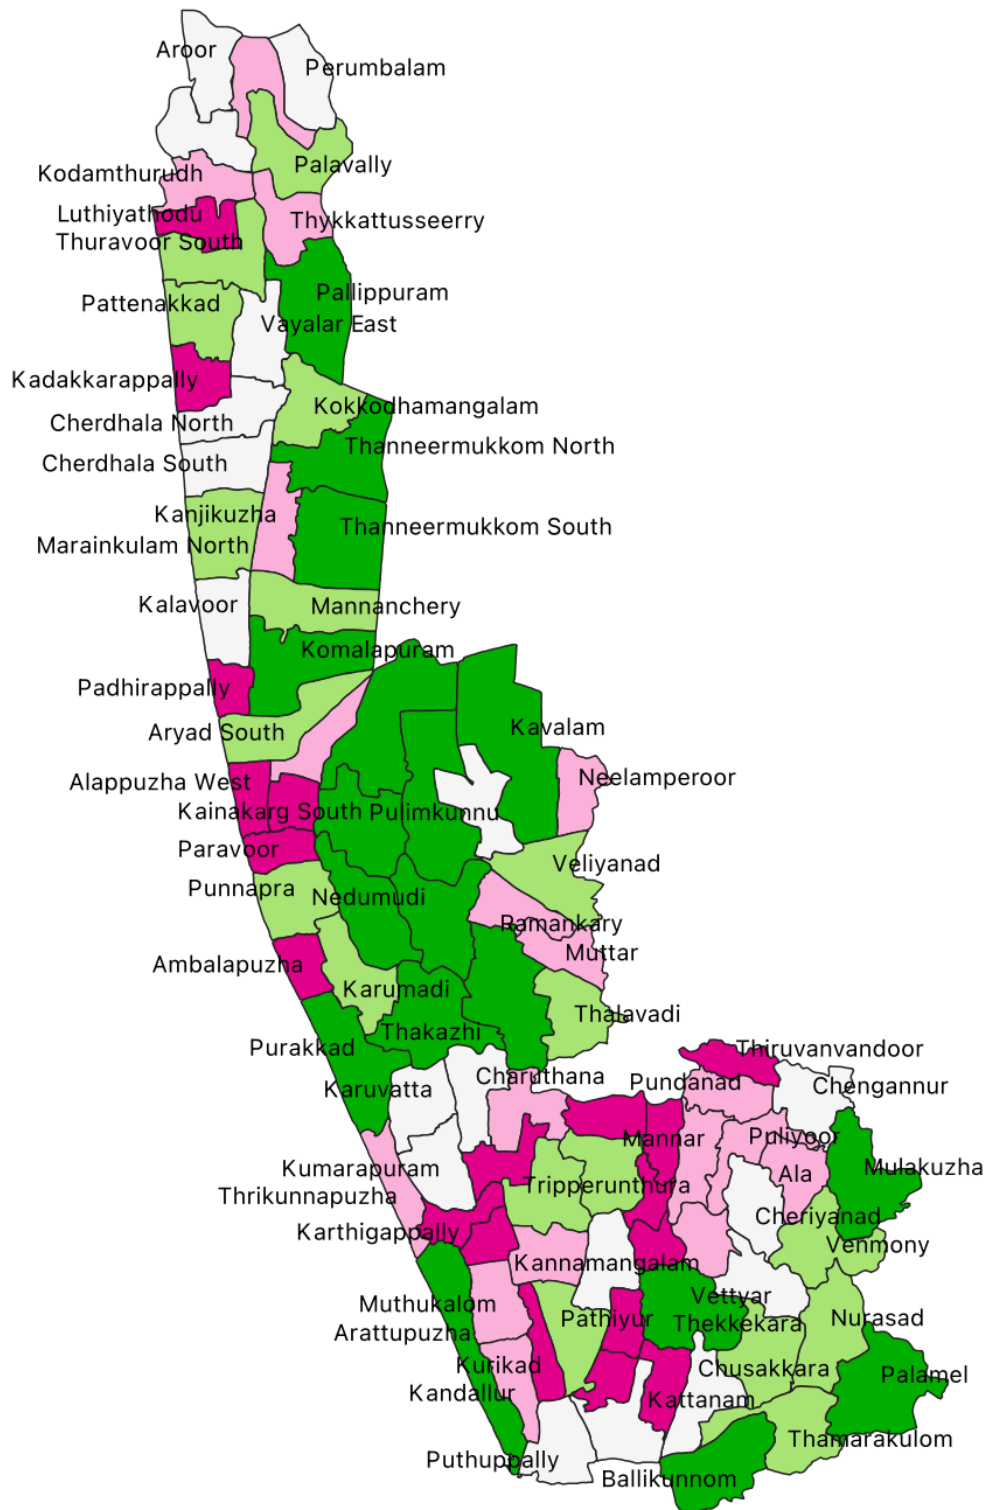 Aroor
Perumbalam
Palavally
Kodamthurudh
Luthiyathodu
Thykkattusseerry
Thuravoor South
Pallippuram
Pattenakkad
Vayalar East
Kadakkarappally
Kokkodhamangalam
Cherdhala North
Thanneermukkom North
Cherdhala South
Kanjikuzha
Thanneermukkom South
Marainkulam North
Kalavoor
Mannanchery
Komalapuram
Padhirappally
Aryad South
Kavalam
Alappuzha West
Neelamperoor
Kainakarg South
Pulimkunnu
Paravoor
Veliyanad
Punnapra
Nedumudi
Ramankary
Muttar
Ambalapuzha
Karumadi
Thalavadi
Thakazhi
Purakkad
Thiruvanvandoor
Charuthana
Karuvatta
Pundanad
Chengannur
Mannar
Puliyoor
Kumarapuram
Ala
Mulakuzha
Thrikunnapuzha
Tripperunthura
Cheriyanad
Karthigappally
Venmony
Kannamangalam
Vettyar
Muthukalom
Pathiyur
Thekkekara
Nurasad
Arattupuzha
Kurikad
Chusakkara
Palamel
Kandallur
Kattanam
Thamarakulom
Puthuppally
Ballikunnom